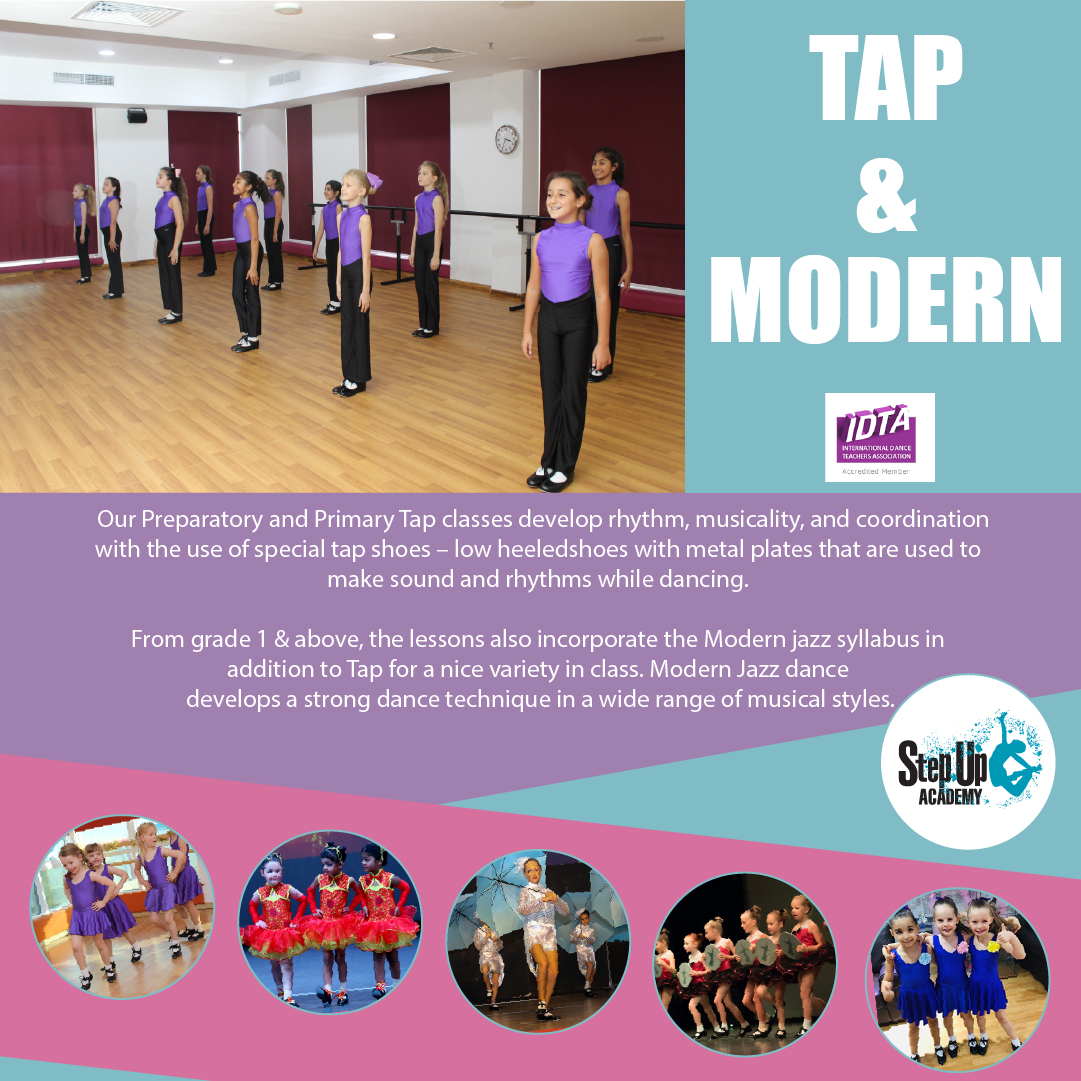 TAP
&
MODERN
IDTA
INTERNATIONAL DANCE
TEACHERS ASSOCIATION
Accredited Member
Our Preparatory and Primary Tap classes develop rhythm, musicality, and coordination
with the use of special tap shoes – low heeledshoes with metal plates that are used to
make sound and rhythms while dancing.
From grade 1 & above, the lessons also incorporate the Modern jazz syllabus in
addition to Tap for a nice variety in class. Modern Jazz dance
develops a strong dance technique in a wide range of musical styles.
Step Up
ACADEMY